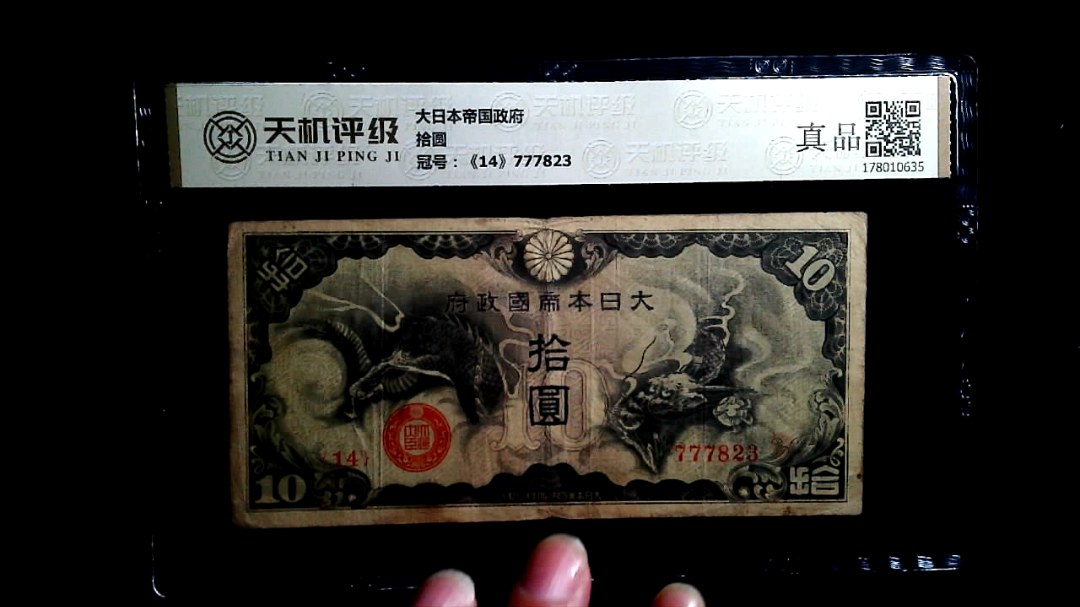 天机评级
TIAN JI PING JI
大日本帝国政府
拾圆
冠号:《14》777823
真品
178010635
拾
10
府政國帝本日大
拾
圓
10
{14}
777823
10
拾